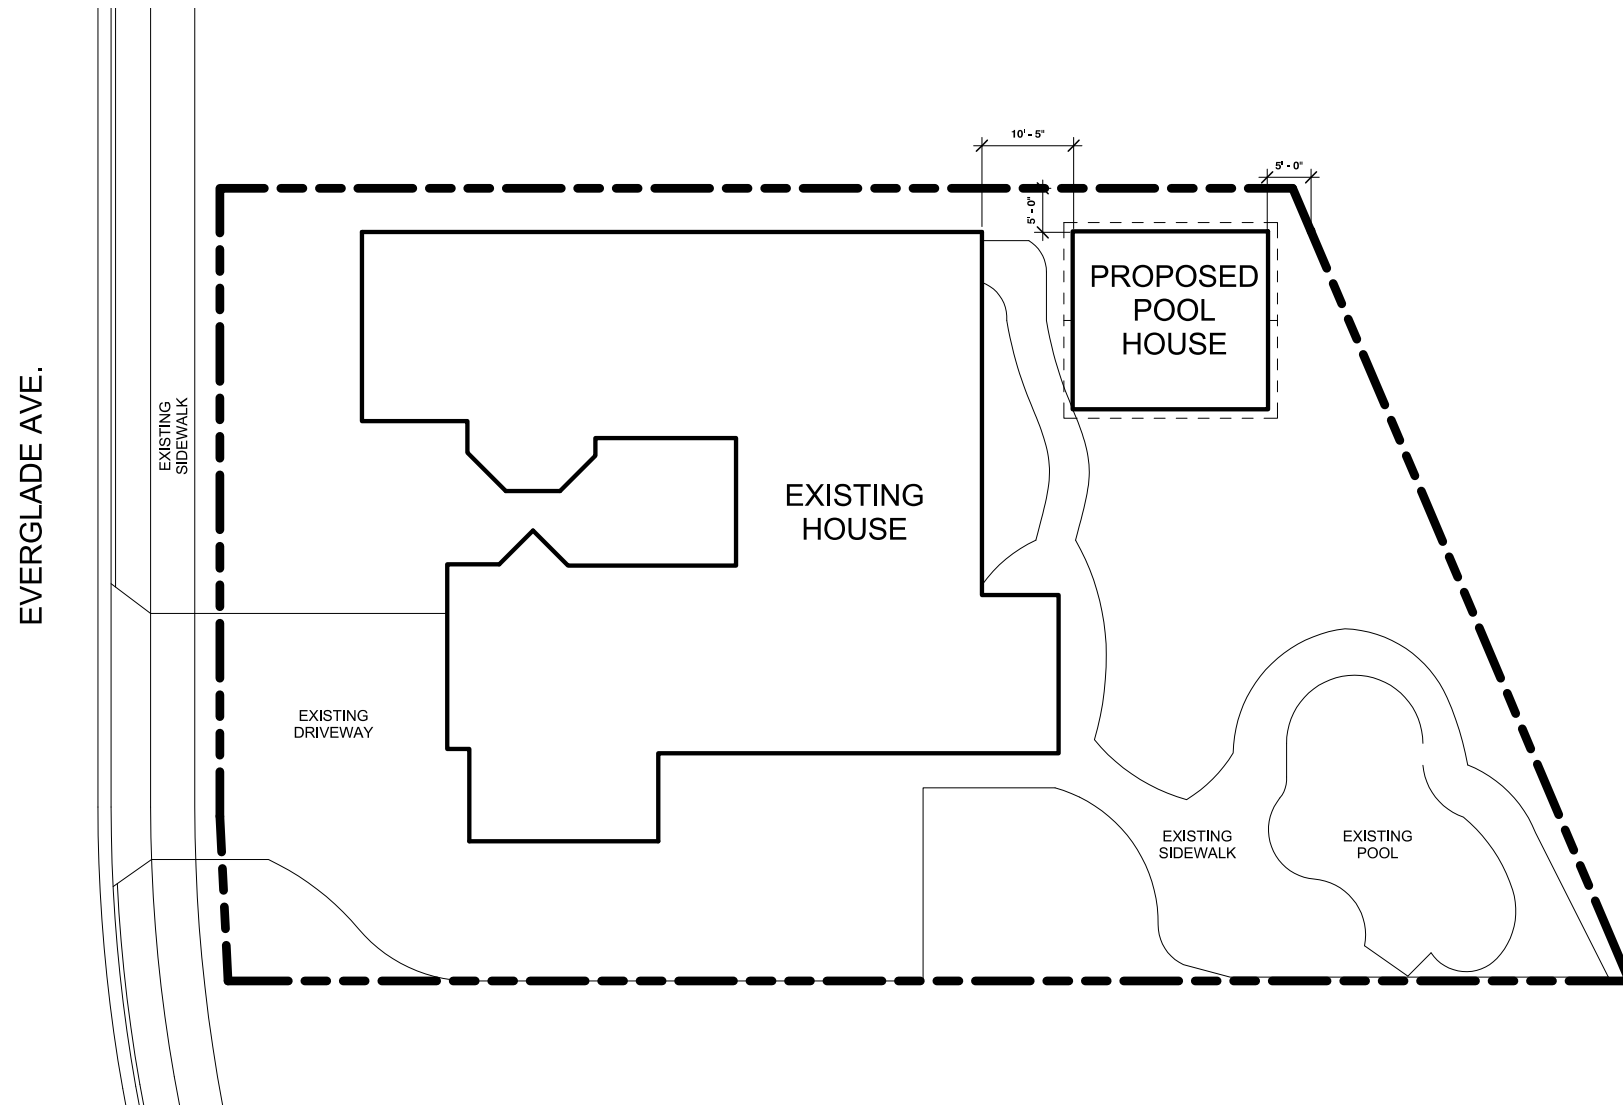 10' - 5"
5' - 0"
5' - 0"
PROPOSED
POOL
HOUSE
EVERGLADE AVE.
EXISTING
SIDEWALK
EXISTING
HOUSE
EXISTING
DRIVEWAY
EXISTING
SIDEWALK
EXISTING
POOL